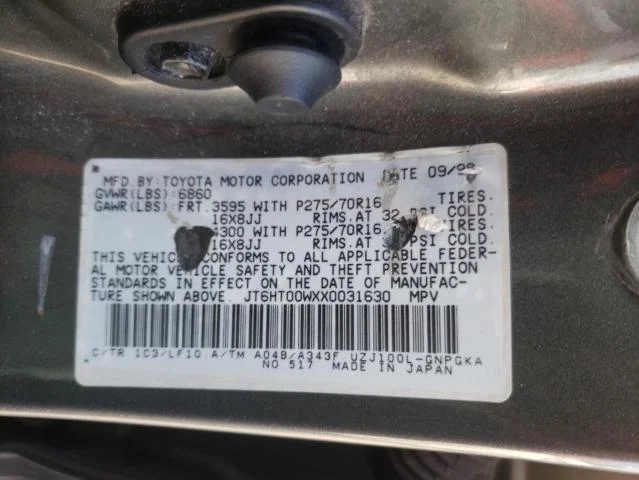 MFD. BY: TOYOTA MOTOR CORPORATION DATE 09/98
GVWR(LBS):6860
GAWR(LBS):FRT. 3595 WITH P275/70R16 TIRES.
16X8JJ RIMS.AT 32 PSI COLD.
4300 WITH P275/70R16 TIRES.
16X8JJ RIMS.AT PSI COLD.
THIS VEHICLE CONFORMS TO ALL APPLICABLE FEDER-
AL MOTOR VEHICLE SAFETY AND THEFT PREVENTION
STANDARDS IN EFFECT ON THE DATE OF MANUFAC-
TURE SHOWN ABOVE. JT6HT00WXX0031630 MPV
C/TR 1C3/LF10 A/TM A04B/A343F UZJ100L-GNPGKA
NO 517 MADE IN JAPAN